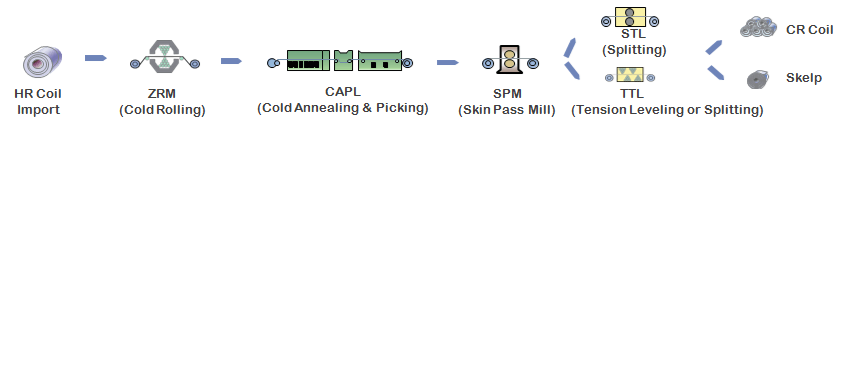 HR Coil
Import
ZRM
(Cold Rolling)
CAPL
(Cold Annealing & Picking)
SPM
(Skin Pass Mill)
STL
(Splitting)
TTL
(Tension Leveling or Splitting)
CR Coil
Skelp